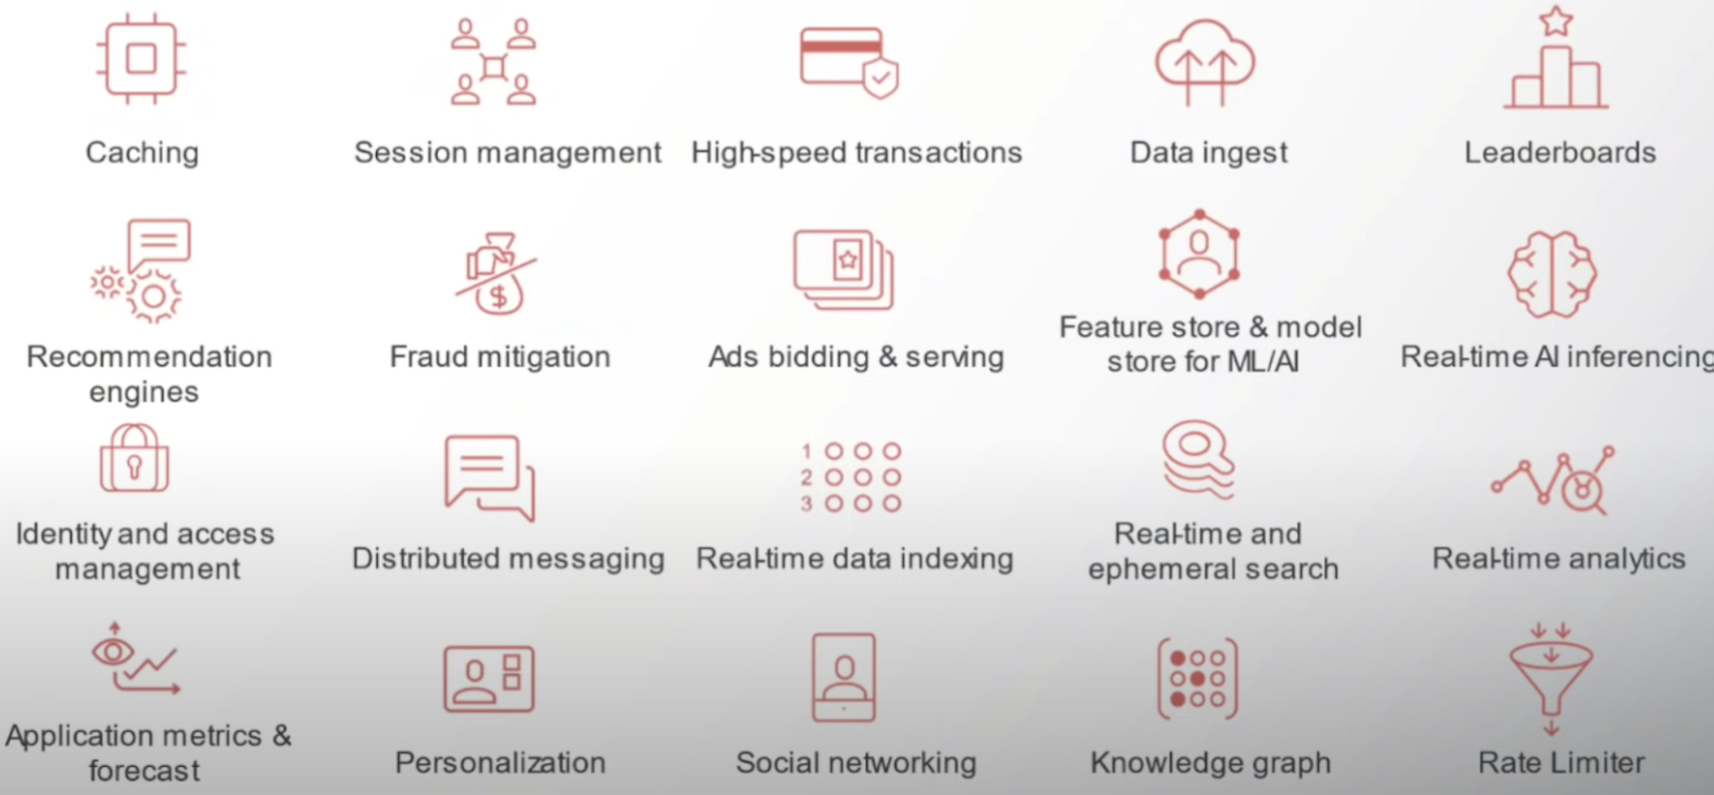 Caching
Session management
High-speed transactions
Data ingest
Leaderboards
Recommendation
engines
Fraud mitigation
Ads bidding & serving
Feature store & model
store for ML/AI
Real-time AI inferencing
Identity and access
management
Distributed messaging
1
2
3
Real-time data indexing
Real-time and
ephemeral search
Real-time analytics
Application metrics &
forecast
Personalization
Social networking
Knowledge graph
Rate Limiter